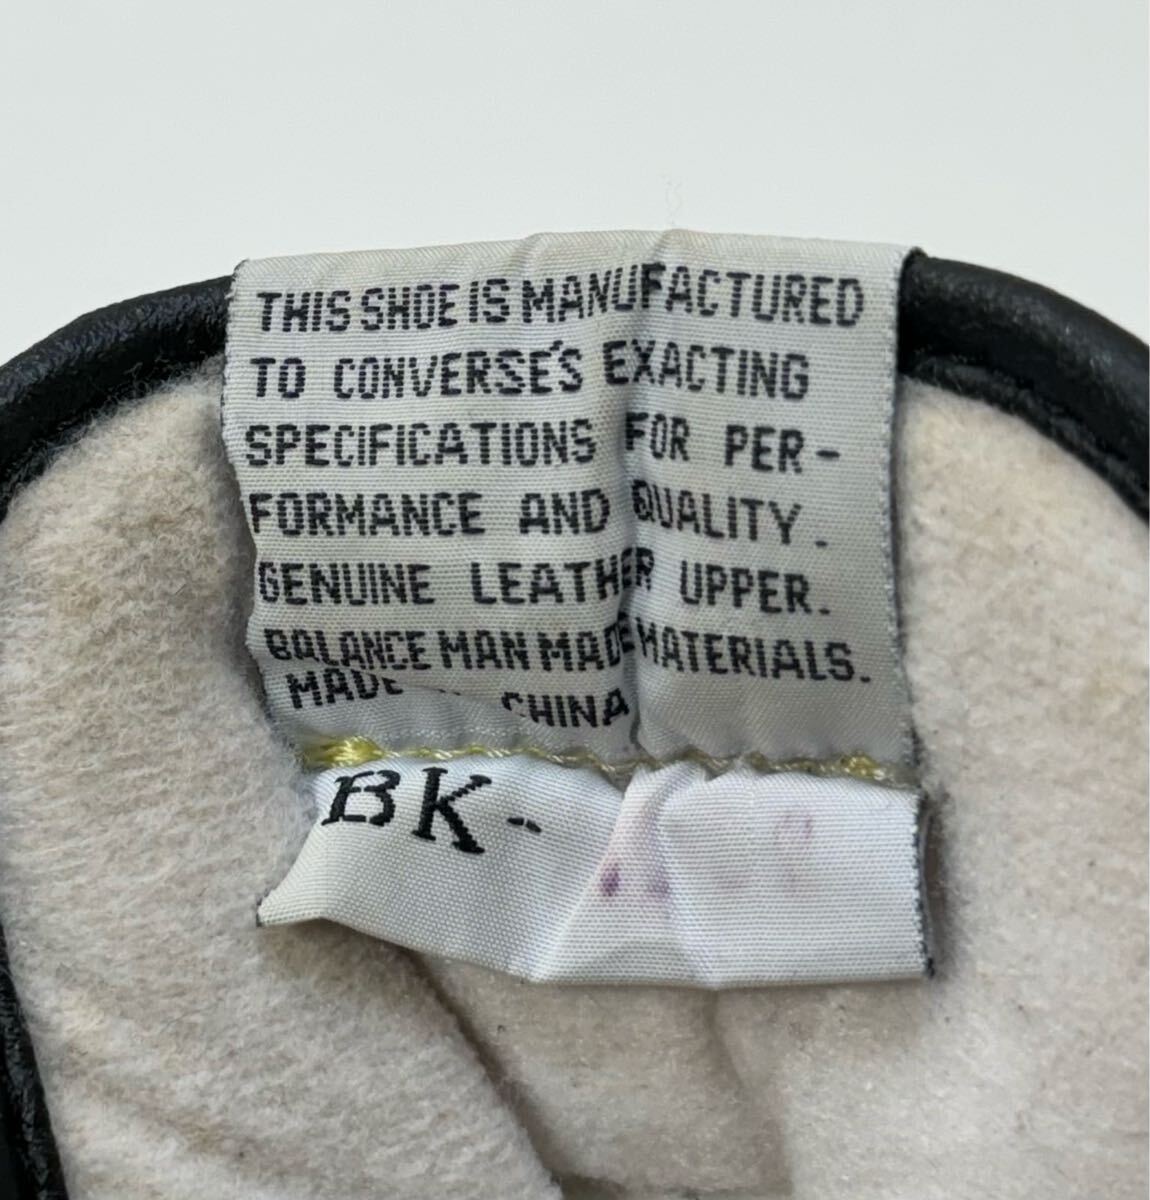 THIS SHOE IS MANUFACTURED
TO CONVERSE'S EXACTING
SPECIFICATIONS FOR PER-
FORMANCE AND QUALITY.
GENUINE LEATHER UPPER.
BALANCE MAN MADE MATERIALS.
MADE CHINA
BK-